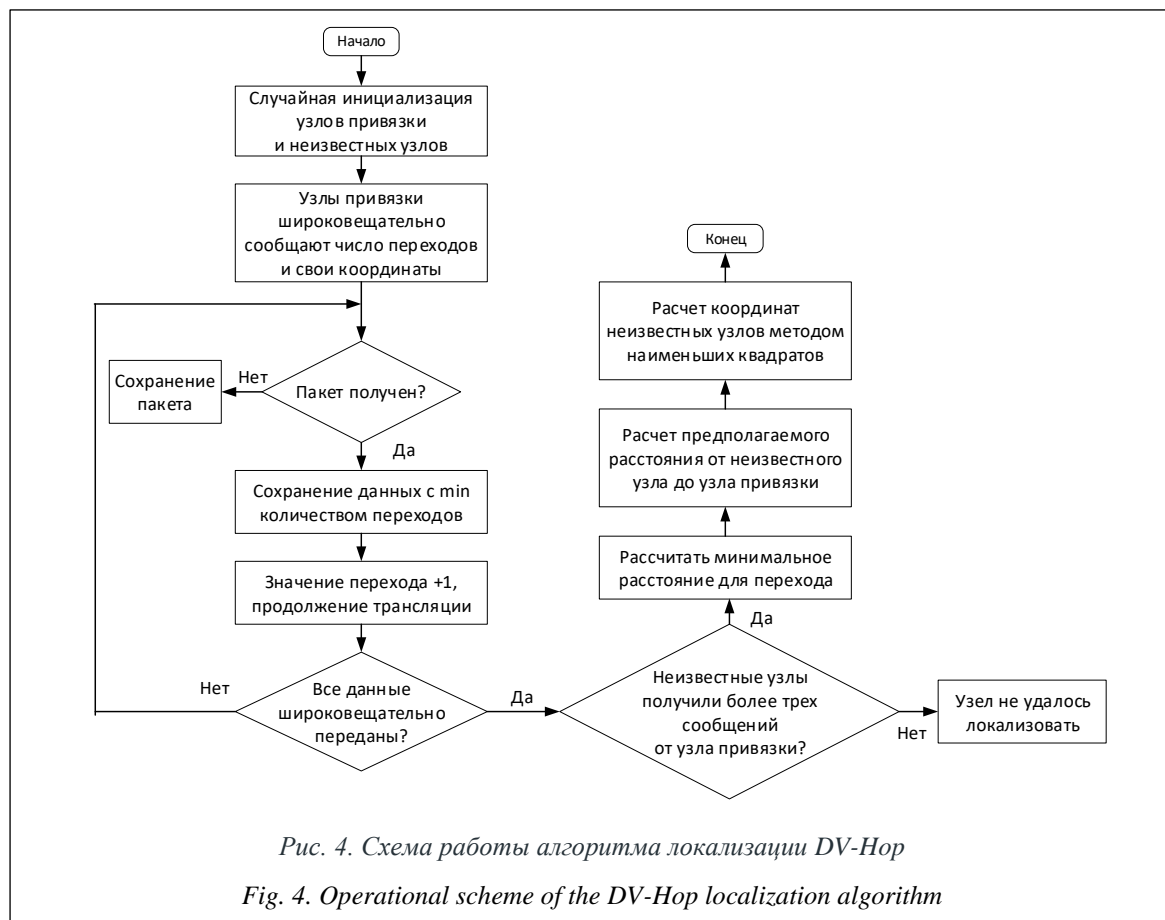 Начало
Случайная инициализация
узлов привязки
и неизвестных узлов
Узлы привязки
широковещательно
сообщают число переходов
и свои координаты
Пакет получен?
Нет
Сохранение
пакета
Да
Сохранение данных с min
количеством переходов
Значение перехода +1,
продолжение трансляции
Все данные
широковещательно
переданы?
Нет
Да
Неизвестные узлы
получили более трех
сообщений
от узла привязки?
Нет
Узел не удалось
локализовать
Да
Рассчитать минимальное
расстояние для перехода
Расчет предполагаемого
расстояния от неизвестного
узла до узла привязки
Расчет координат
неизвестных узлов методом
наименьших квадратов
Конец
Рис. 4. Схема работы алгоритма локализации DV-Hop
Fig. 4. Operational scheme of the DV-Hop localization algorithm